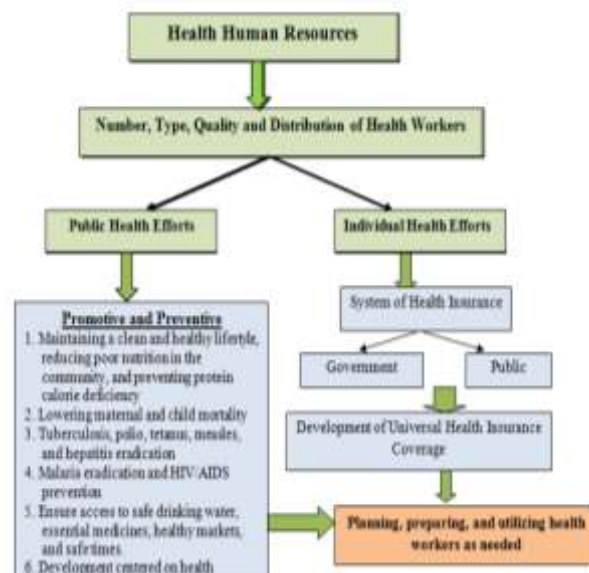 Health Human Resources
Number, Type, Quality and Distribution of Health Workers
Public Health Efforts
Individual Health Efforts
Promotive and Preventive
1. Maintaining a clean and healthy lifestyle,
reducing poor nutrition in the
community, and preventing protein
calorie deficiency
2. Lowering maternal and child mortality
3. Tuberculosis, polio, tetanus, measles,
and hepatitis eradication
4. Malaria eradication and HIV/AIDS
prevention
5. Ensure access to safe drinking water,
essential medicines, healthy markets,
and safe times
6. Development centered on health
System of Health Insurance
Government
Public
Development of Universal Health Insurance
Coverage
Planning, preparing, and utilizing health
workers as needed